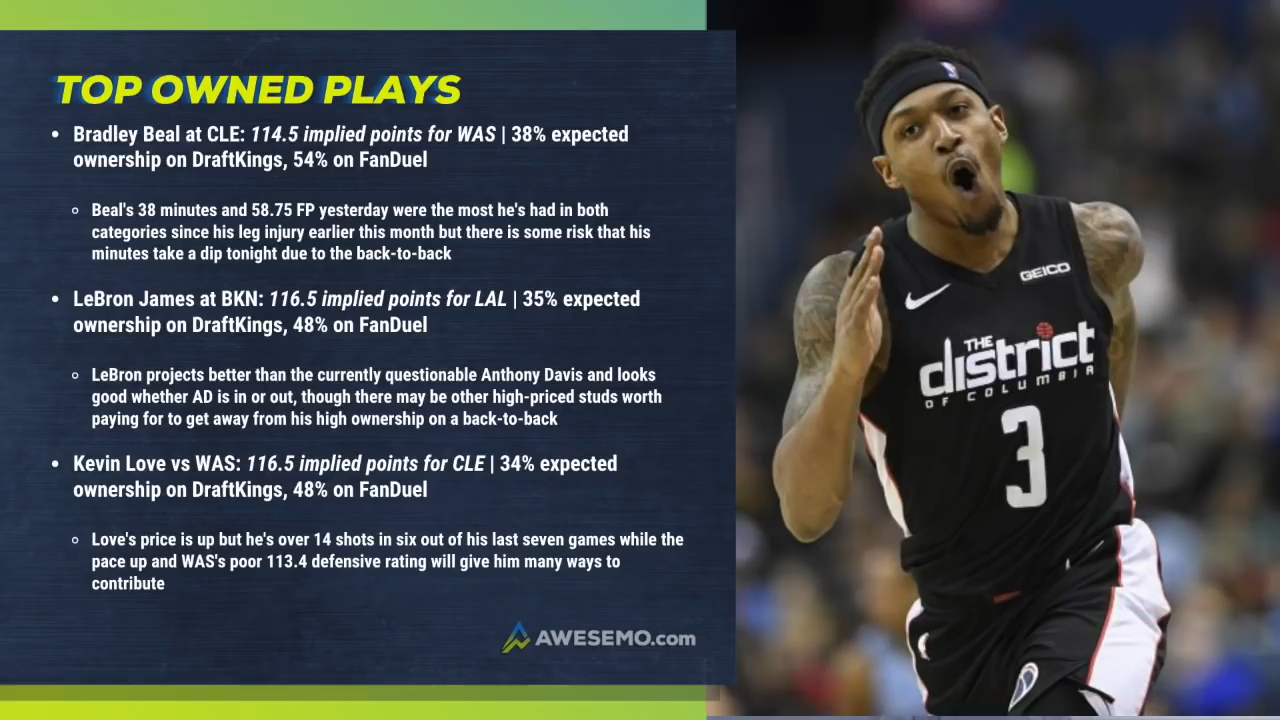 TOP OWNED PLAYS
• Bradley Beal at CLE: 114.5 implied points for WAS | 38% expected
ownership on DraftKings, 54% on FanDuel
◦ Beal's 38 minutes and 58.75 FP yesterday were the most he's had in both
categories since his leg injury earlier this month but there is some risk that his
minutes take a dip tonight due to the back-to-back
• LeBron James at BKN: 116.5 implied points for LAL | 35% expected
ownership on DraftKings, 48% on FanDuel
◦ LeBron projects better than the currently questionable Anthony Davis and looks
good whether AD is in or out, though there may be other high-priced studs worth
paying for to get away from his high ownership on a back-to-back
• Kevin Love vs WAS: 116.5 implied points for CLE | 34% expected
ownership on DraftKings, 48% on FanDuel
◦ Love's price is up but he's over 14 shots in six out of his last seven games while the
pace up and WAS's poor 113.4 defensive rating will give him many ways to
contribute
AWESEMO.com
GEICO
THE
district
OF COLUMBIA
3